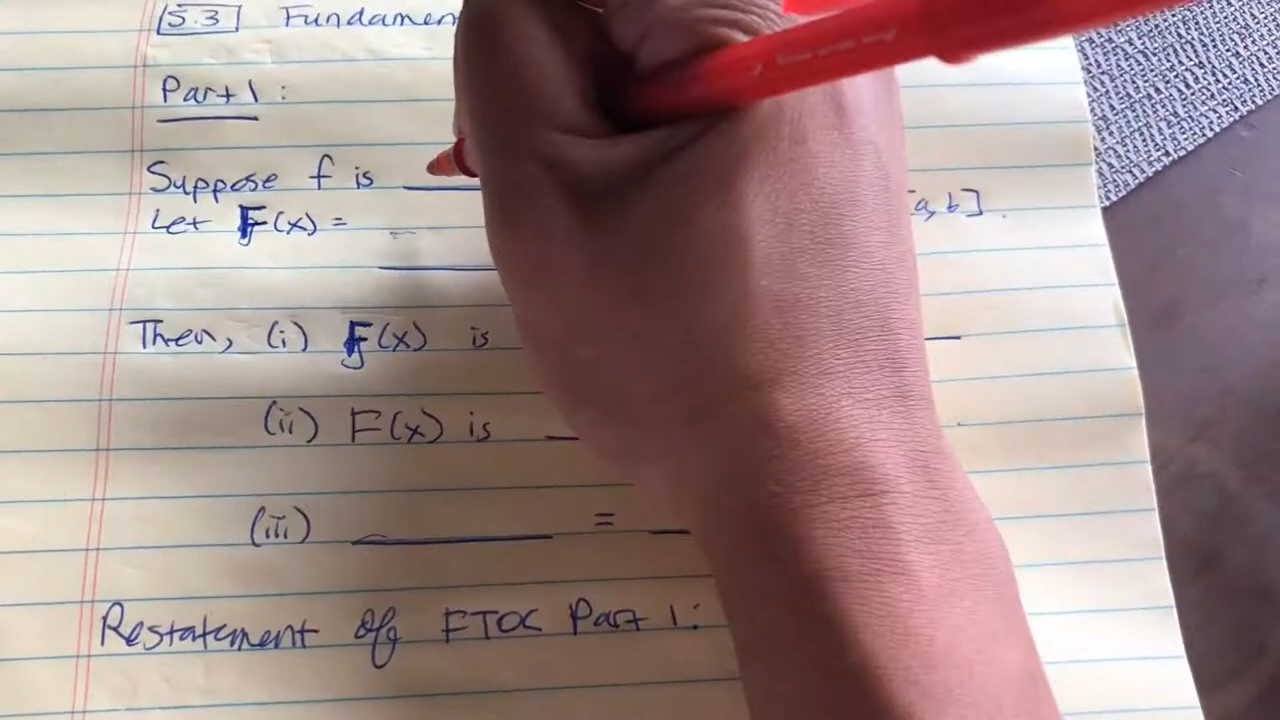 5.3 Fundamen
Part 1:
Suppose f is
Let F(x) = a, b].
Then, (i) F(x) is
(ii) F(x) is
(iii) =
Restatement of FTOC Part 1: